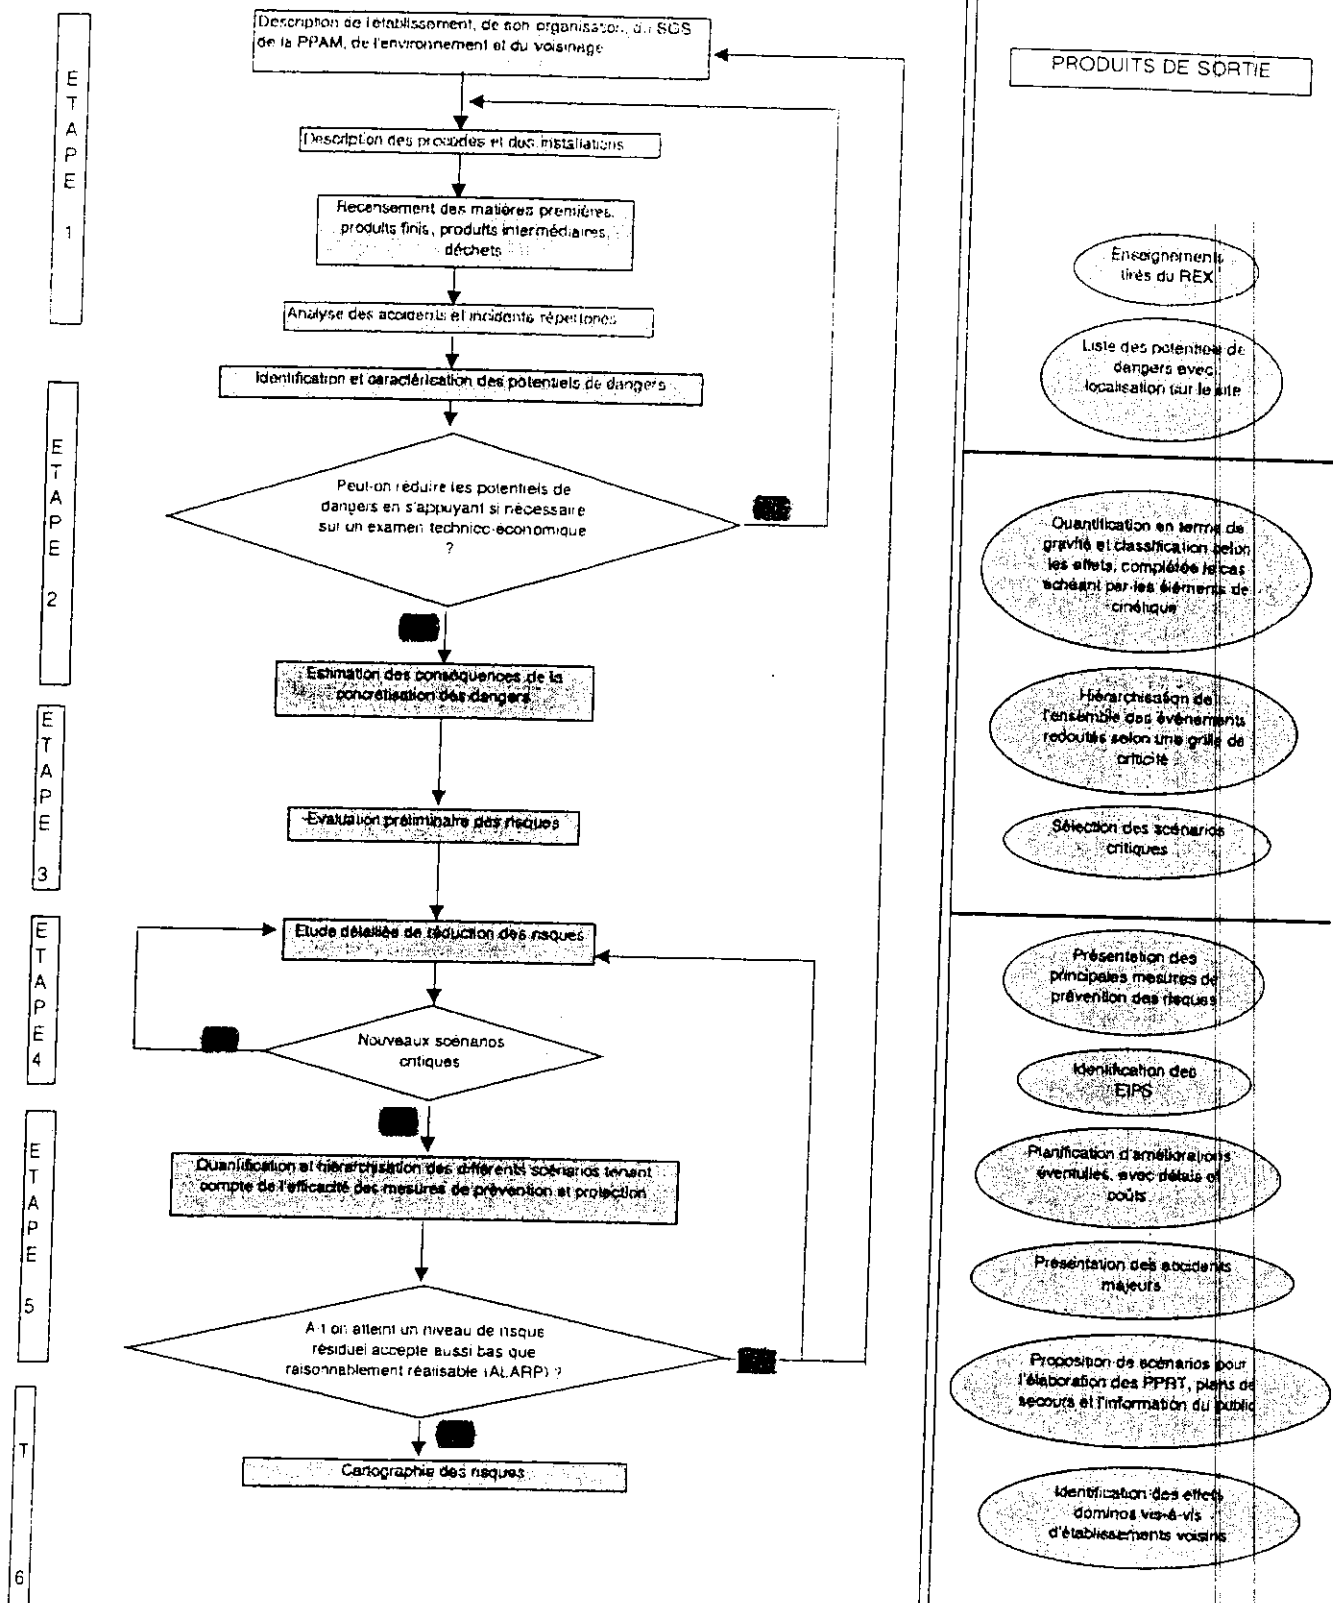 ETAPE 1
Description de l'établissement, de son organisation, du SGS
de la PPAM, de l'environnement et du voisinage
Description des procédés et des installations
Recensement des matières premières,
produits finis, produits intermédiaires,
déchets
Analyse des accidents et incidents répertoriés
ETAPE 2
Identification et caractérication des potentiels de dangers
Peut-on réduire les potentiels de
dangers en s'appuyant si nécessaire
sur un examen technico-économique
?
Estimation des conséquences de la
concrétisation des dangers
ETAPE 3
Evaluation préliminaire des risques
ETAPE 4
Etude détaillée de réduction des risques
Nouveaux scénarios
critiques
ETAPE 5
Quantification et hiérarchisation des différents scénarios tenant
compte de l'efficacité des mesures de prévention et protection
A-t on atteint un niveau de risque
résiduel accepté aussi bas que
raisonnablement réalisable (ALARP) ?
T 6
Cartographie des risques
PRODUITS DE SORTIE
Enseignements
tirés du REX
Liste des potentiel de
dangers avec
localisation sur le site
Quantification en terme de
gravité et classification selon
les effets, complétée le cas
échéant par les éléments de
cinétique
Hiérarchisation de
l'ensemble des événements
redoutés selon une grille de
criticité
Sélection des scénarios
critiques
Présentation des
principales mesures de
prévention des risques
Identification des
EIPS
Planification d'améliorations
éventulles, avec délais et
coûts
Présentation des accidents
majeurs
Proposition de scénarios pour
l'élaboration des PPRT, plans de
secours et l'information du public
Identification des effets
dominos vis-à-vis
d'établissements voisins